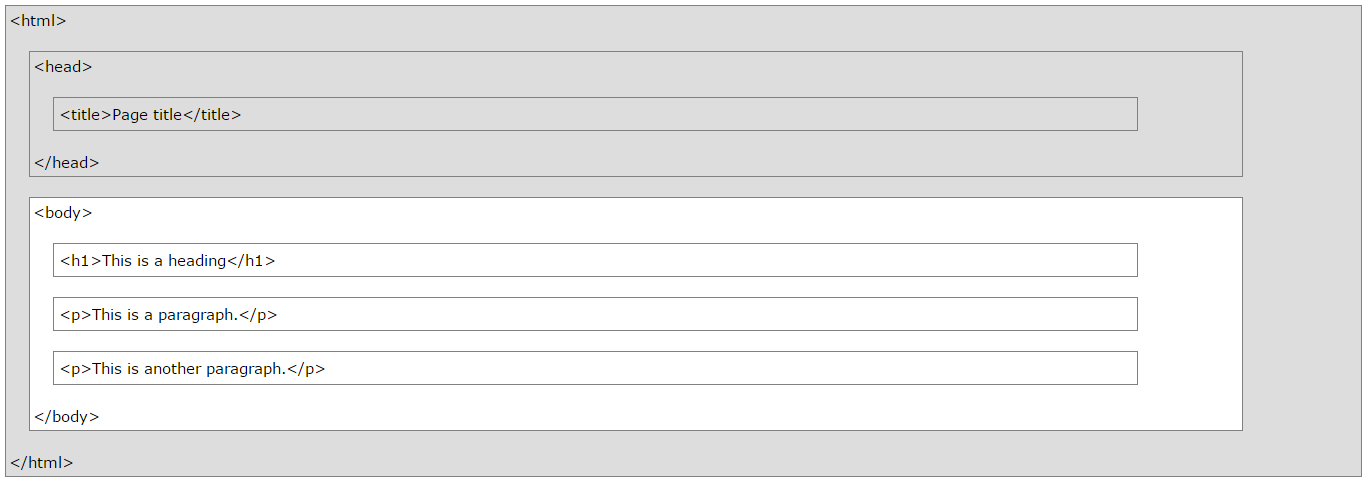 <html>
<head>
<title>Page title</title>
</head>
<body>
<h1>This is a heading</h1>
<p>This is a paragraph.</p>
<p>This is another paragraph.</p>
</body>
</html>